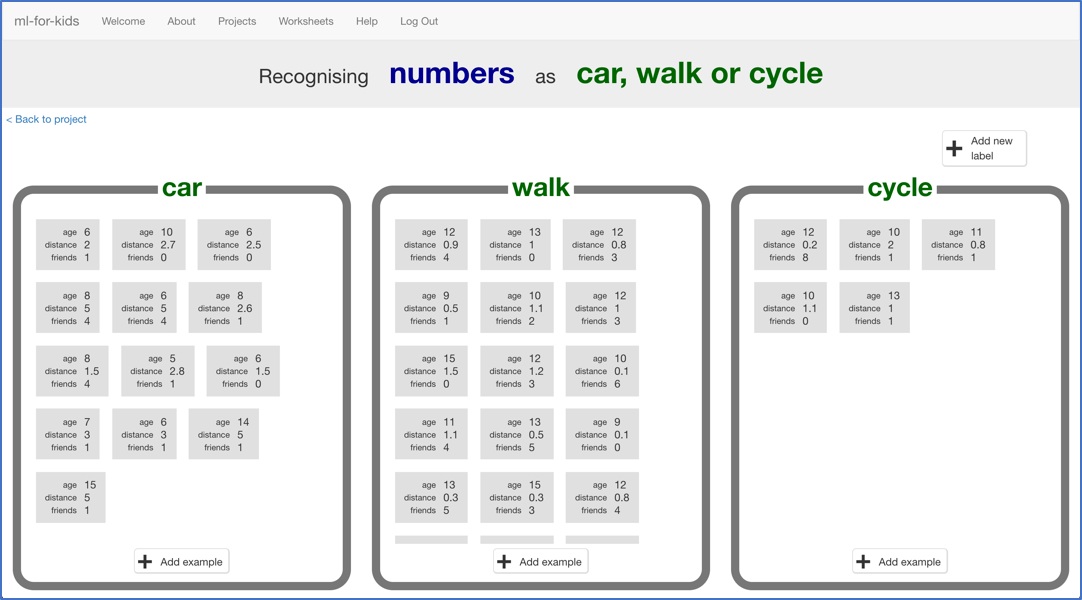 ml-for-kids Welcome About Projects Worksheets Help Log Out
Recognising numbers as car, walk or cycle
< Back to project
Add new
label
car
age 6
distance 2
friends 1
age 10
distance 2.7
friends 0
age 6
distance 2.5
friends 0
age 8
distance 5
friends 4
age 6
distance 5
friends 4
age 8
distance 2.6
friends 1
age 8
distance 1.5
friends 4
age 5
distance 2.8
friends 1
age 6
distance 1.5
friends 0
age 7
distance 3
friends 1
age 6
distance 3
friends 1
age 14
distance 5
friends 1
age 15
distance 5
friends 1
Add example
walk
age 12
distance 0.9
friends 4
age 13
distance 1
friends 0
age 12
distance 0.8
friends 3
age 9
distance 0.5
friends 1
age 10
distance 1.1
friends 2
age 12
distance 1
friends 3
age 15
distance 1.5
friends 0
age 12
distance 1.2
friends 3
age 10
distance 0.1
friends 6
age 11
distance 1.1
friends 4
age 13
distance 0.5
friends 5
age 9
distance 0.1
friends 0
age 13
distance 0.3
friends 5
age 15
distance 0.3
friends 3
age 12
distance 0.8
friends 4
Add example
cycle
age 12
distance 0.2
friends 8
age 10
distance 2
friends 1
age 11
distance 0.8
friends 1
age 10
distance 1.1
friends 0
age 13
distance 1
friends 1
Add example